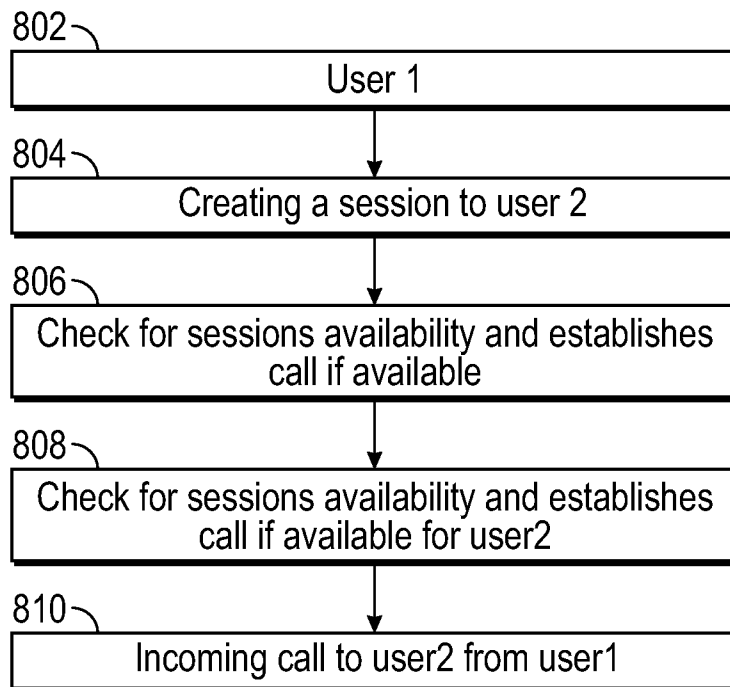 802
User 1
804
Creating a session to user 2
806
Check for sessions availability and establishes
call if available
808
Check for sessions availability and establishes
call if available for user2
810
Incoming call to user2 from user1